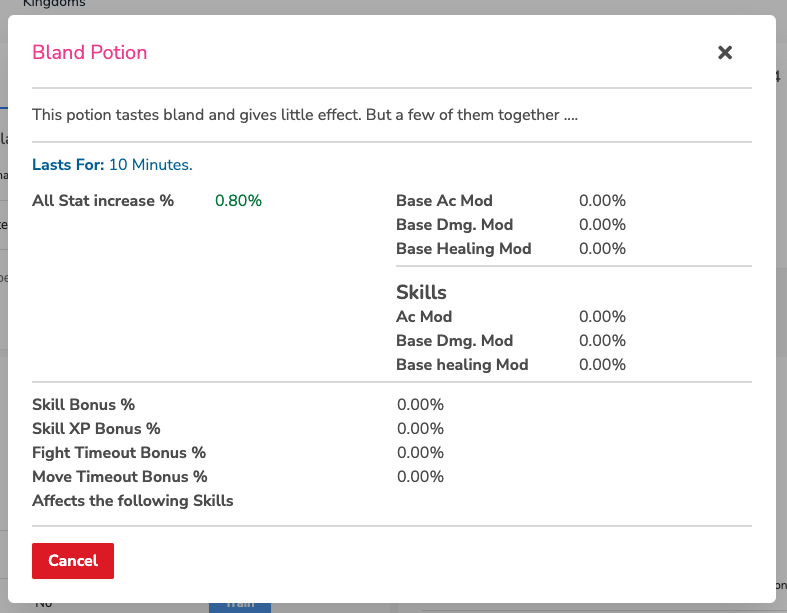 Kingdoms
Bland Potion
This potion tastes bland and gives little effect. But a few of them together ....
Lasts For: 10 Minutes.
All Stat increase % 0.80%
Base Ac Mod 0.00%
Base Dmg. Mod 0.00%
Base Healing Mod 0.00%
Skills
Ac Mod 0.00%
Base Dmg. Mod 0.00%
Base healing Mod 0.00%
Skill Bonus % 0.00%
Skill XP Bonus % 0.00%
Fight Timeout Bonus % 0.00%
Move Timeout Bonus % 0.00%
Affects the following Skills
Cancel
No Train